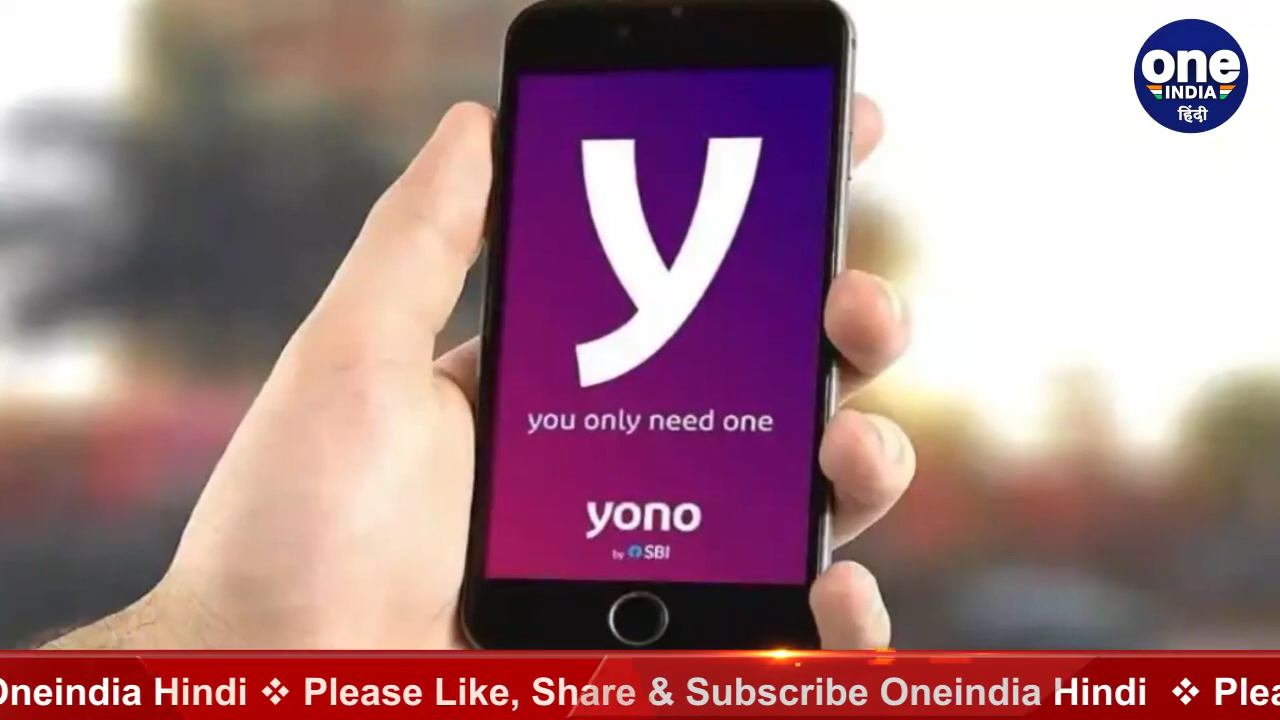 one
INDIA
हिंदी
y
you only need one
yono
by SBI
Oneindia Hindi ❖ Please Like, Share & Subscribe Oneindia Hindi ❖ Plea